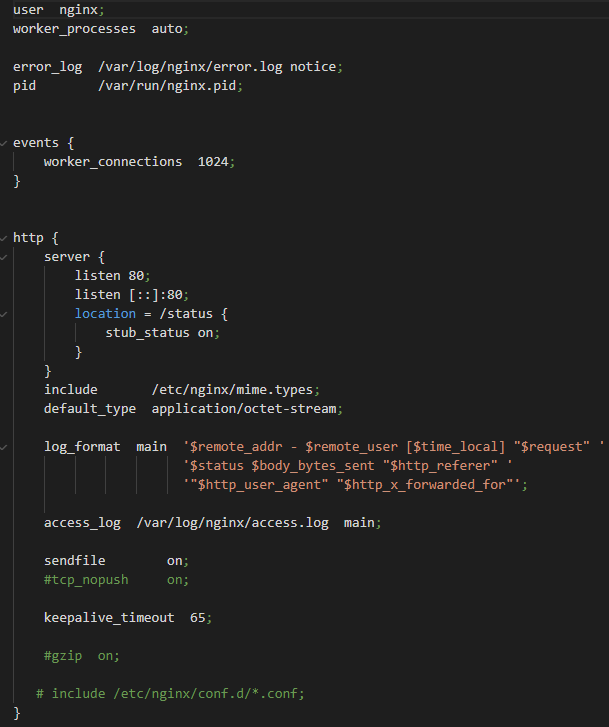 user  nginx;
worker_processes  auto;
error_log  /var/log/nginx/error.log notice;
pid        /var/run/nginx.pid;
events {
    worker_connections  1024;
}
http {
    server {
        listen 80;
        listen [::]:80;
        location = /status {
            stub_status on;
        }
    }
    include       /etc/nginx/mime.types;
    default_type  application/octet-stream;
    log_format  main  '$remote_addr - $remote_user [$time_local] "$request" '
                      '$status $body_bytes_sent "$http_referer" '
                      '"$http_user_agent" "$http_x_forwarded_for"';
    access_log  /var/log/nginx/access.log  main;
    sendfile        on;
    #tcp_nopush     on;
    keepalive_timeout  65;
    #gzip  on;
   # include /etc/nginx/conf.d/*.conf;
}